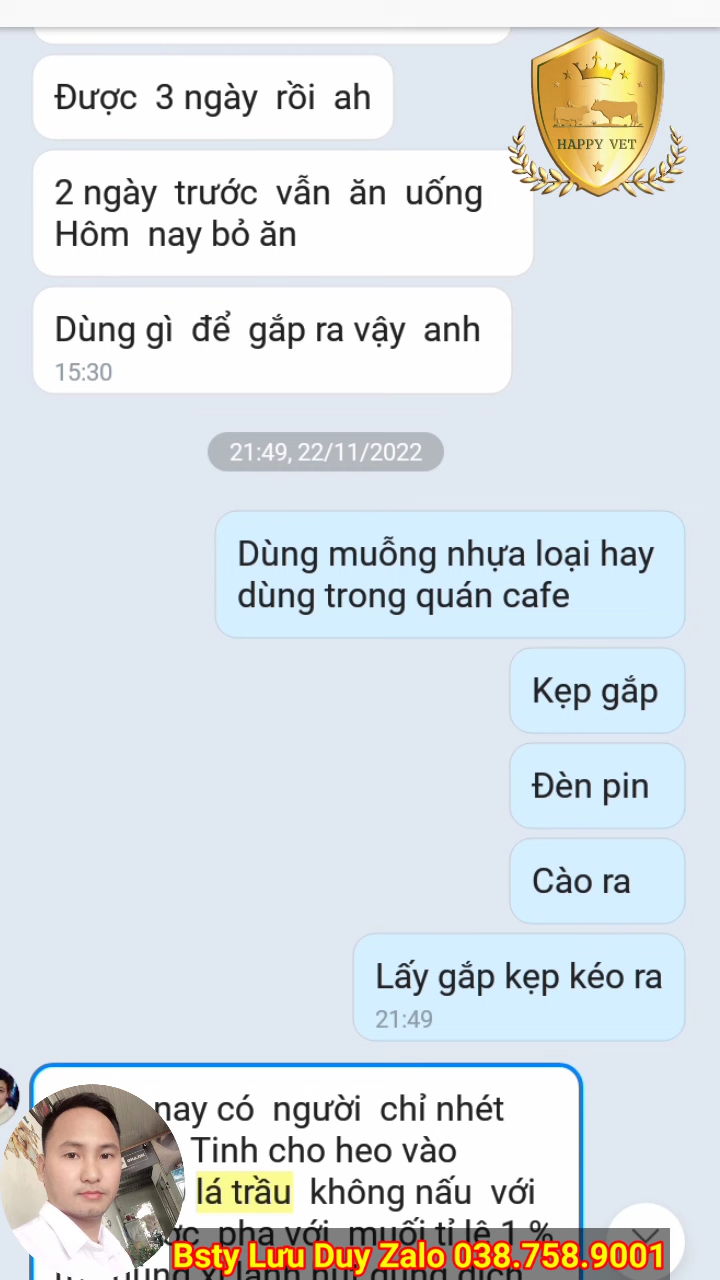 Được 3 ngày rồi ah
HAPPY VET
2 ngày trước vẫn ăn uống
Hôm nay bỏ ăn
Dùng gì để gắp ra vậy anh
15:30
21:49, 22/11/2022
Dùng muỗng nhựa loại hay
dùng trong quán cafe
Kẹp gắp
Đèn pin
Cào ra
Lấy gắp kẹp kéo ra
21:49
nay có người chỉ nhét
Tinh cho heo vào
lá trầu không nấu với
pha với muối tỉ lệ 1 %
Bsty Lưu Duy Zalo 038.758.9001